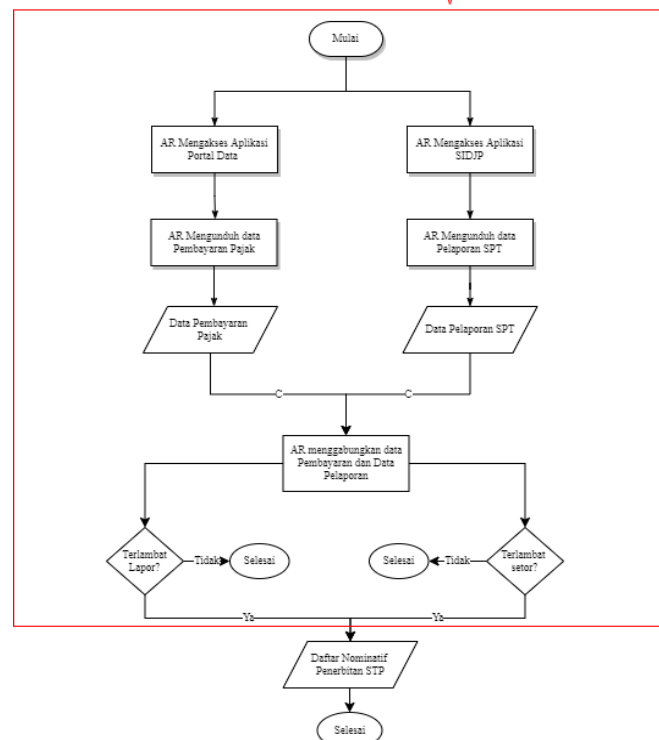 Mulai
AR Mengakses Aplikasi
Portal Data
AR Mengakses Aplikasi
SIDJP
AR Mengunduh data
Pembayaran Pajak
AR Mengunduh data
Pelaporan SPT
Data Pembayaran
Pajak
Data Pelaporan SPT
C
C
AR menggabungkan data
Pembayaran dan Data
Pelaporan
Terlambat
Lapor?
Tidak
Selesai
Selesai
Tidak
Terlambat
setor?
Ya
Ya
Daftar Nominatif
Penerbitan STP
Selesai